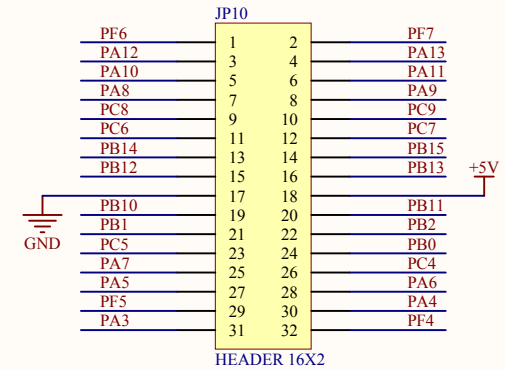 JP10
PF6 1 2 PF7
PA12 3 4 PA13
PA10 5 6 PA11
PA8 7 8 PA9
PC8 9 10 PC9
PC6 11 12 PC7
PB14 13 14 PB15
PB12 15 16 PB13
+5V
17 18
PB10 19 20 PB11
PB1 21 22 PB2
GND
PC5 23 24 PB0
PA7 25 26 PC4
PA5 27 28 PA6
PF5 29 30 PA4
PA3 31 32 PF4
HEADER 16X2